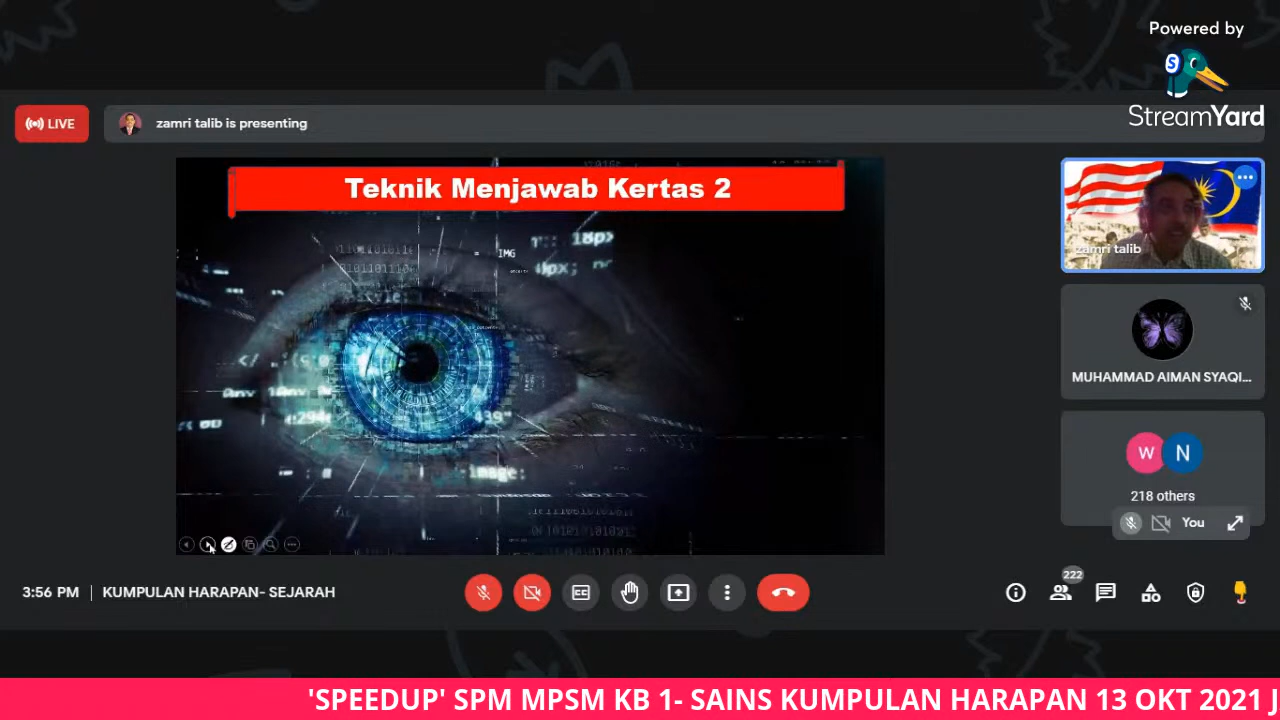 Powered by
StreamYard
LIVE
zamri talib is presenting
Teknik Menjawab Kertas 2
IMG
18px
zamri talib
MUHAMMAD AIMAN SYAQI...
W N
218 others
You
3:56 PM | KUMPULAN HARAPAN- SEJARAH
222
'SPEEDUP' SPM MPSM KB 1- SAINS KUMPULAN HARAPAN 13 OKT 2021 J